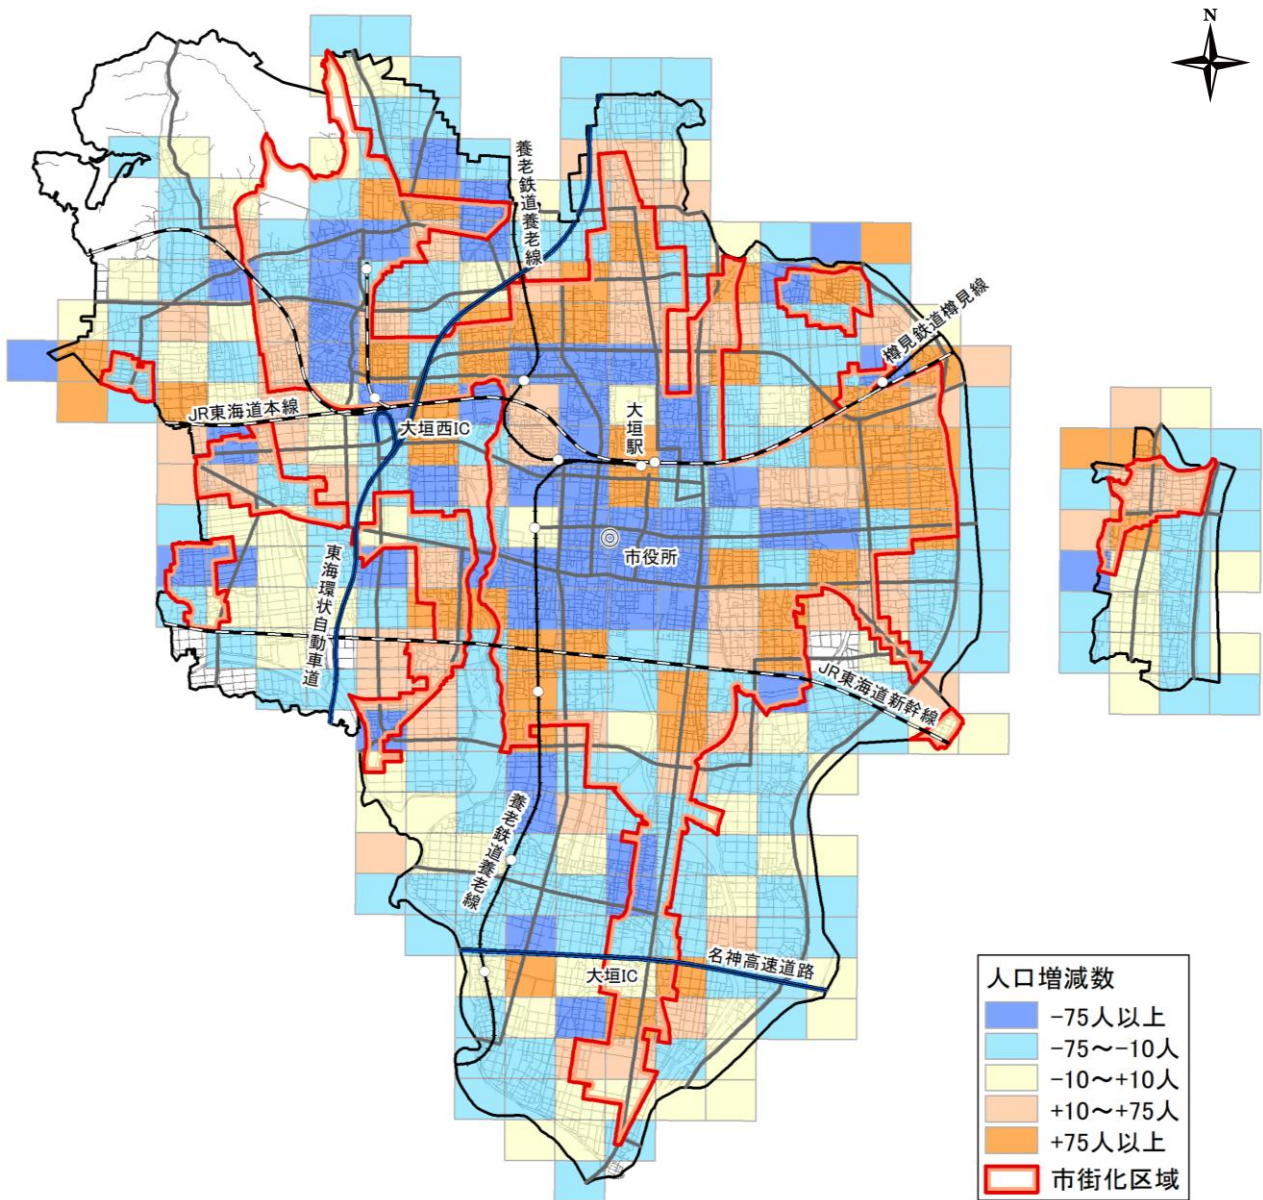 N
養老鉄道養老線
樽見鉄道樽見線
JR東海道本線
大垣西IC
大垣駅
市役所
東海環状自動車道
JR東海道新幹線
養老鉄道養老線
名神高速道路
大垣IC
人口増減数
-75人以上
-75～-10人
-10～+10人
+10～+75人
+75人以上
市街化区域